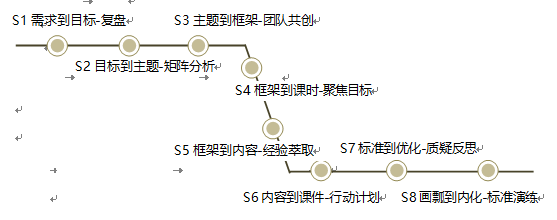 S1 需求到目标-复盘
S3 主题到框架-团队共创
S2 目标到主题-矩阵分析
S4 框架到课时-聚焦目标
S5 框架到内容-经验萃取
S7 标准到优化-质疑反思
S6 内容到课件-行动计划
S8 画瓢到内化-标准演练